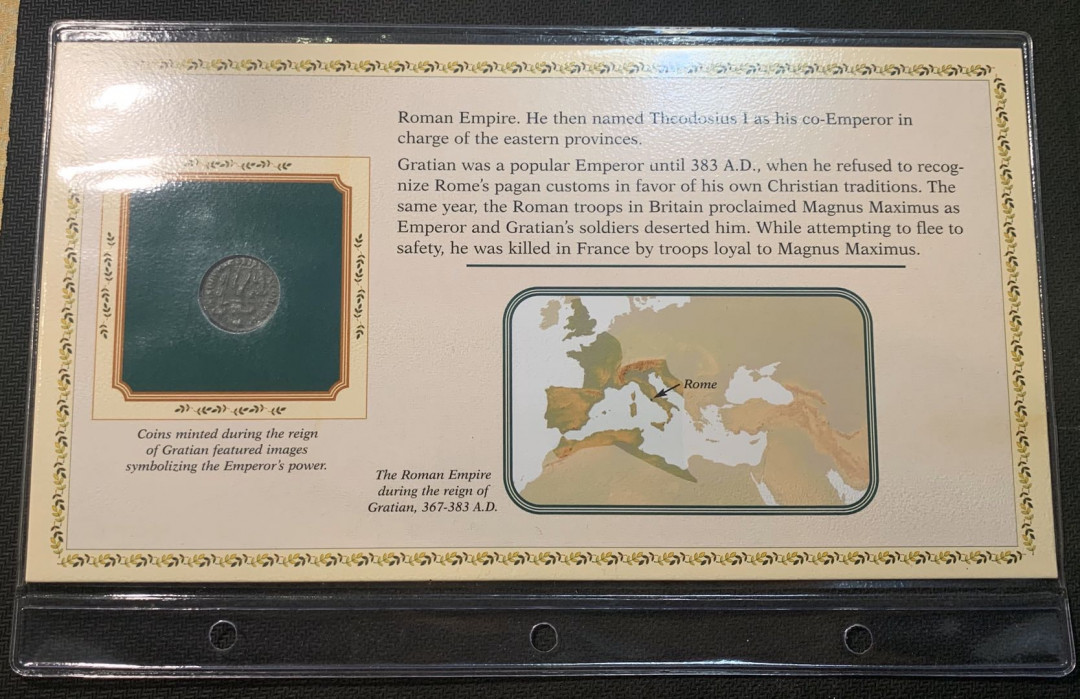 Roman Empire. He then named Theodosius I as his co-Emperor in
charge of the eastern provinces.
Gratian was a popular Emperor until 383 A.D., when he refused to recog-
nize Rome's pagan customs in favor of his own Christian traditions. The
same year, the Roman troops in Britain proclaimed Magnus Maximus as
Emperor and Gratian's soldiers deserted him. While attempting to flee to
safety, he was killed in France by troops loyal to Magnus Maximus.
Coins minted during the reign
of Gratian featured images
symbolizing the Emperor's power.
Rome
The Roman Empire
during the reign of
Gratian, 367-383 A.D.